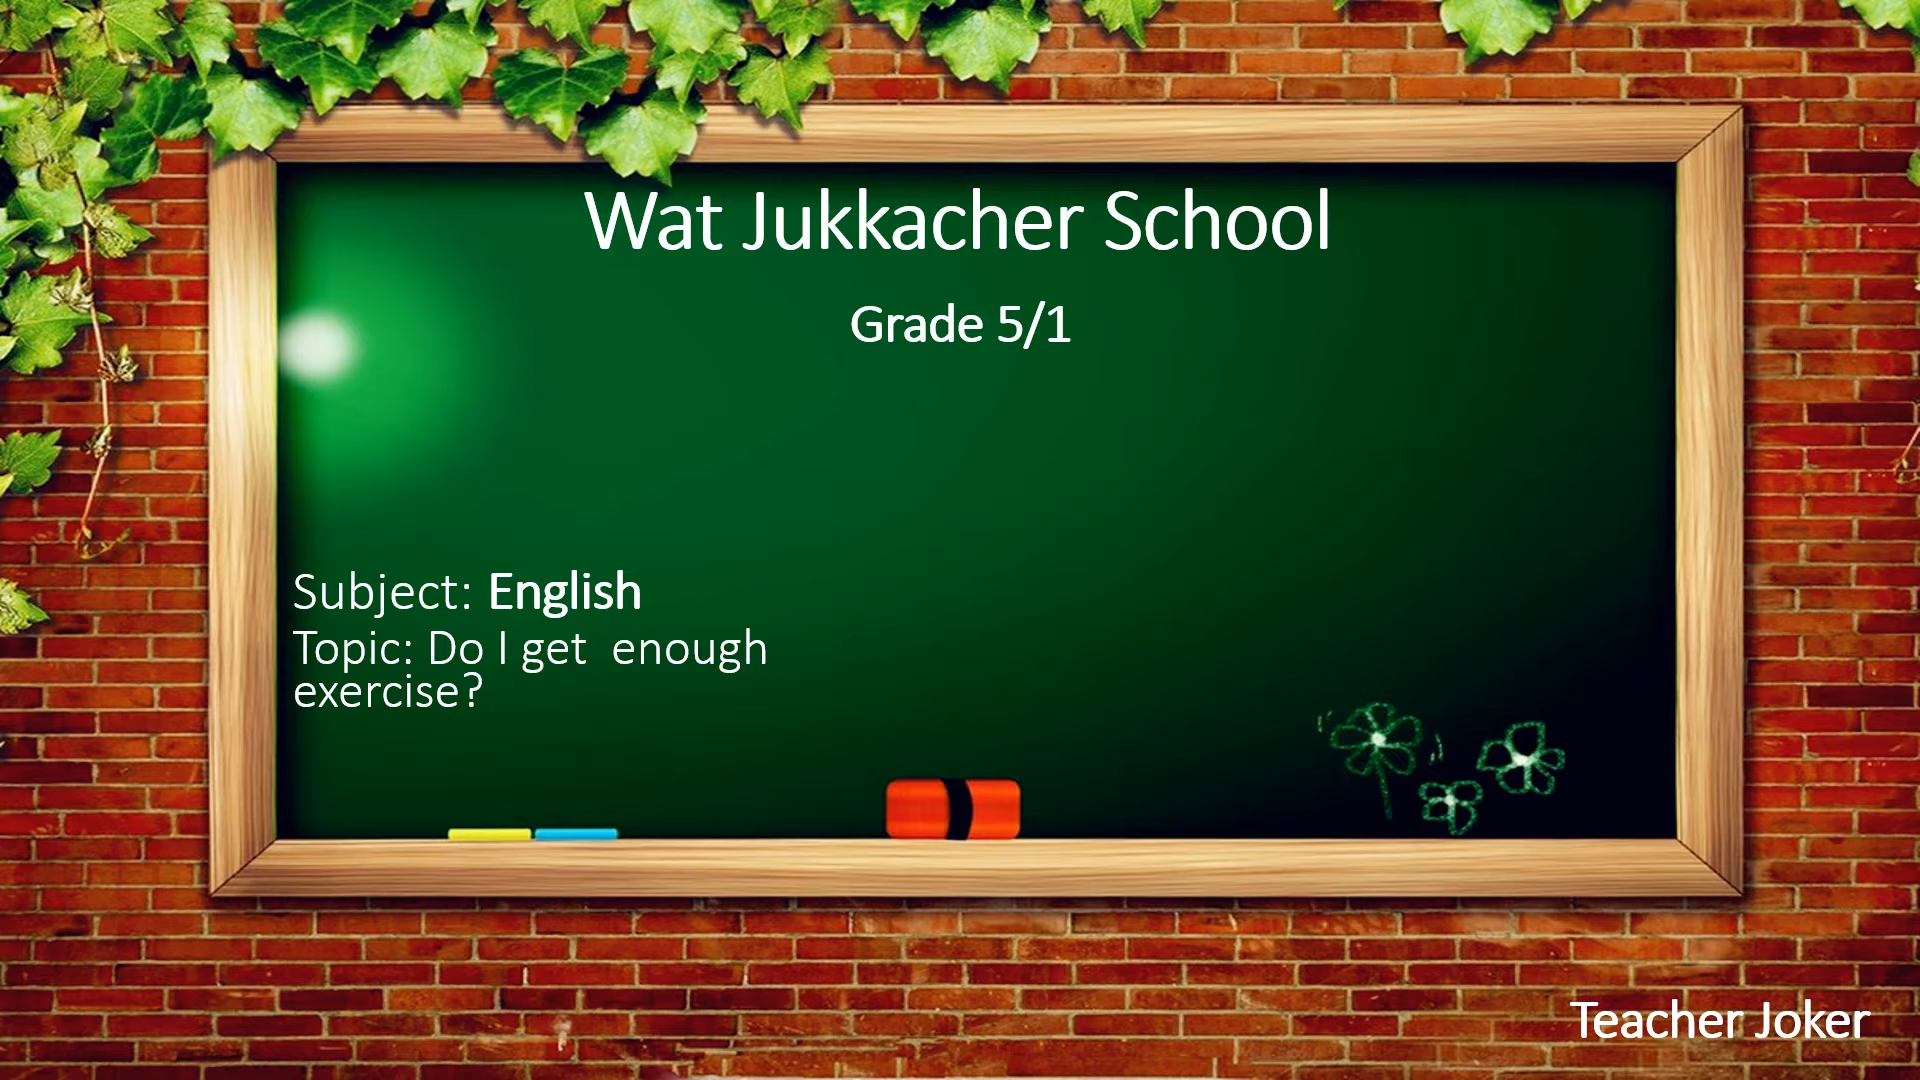 Wat Jukkacher School
Grade 5/1
Subject: English
Topic: Do I get  enough
exercise?
Teacher Joker